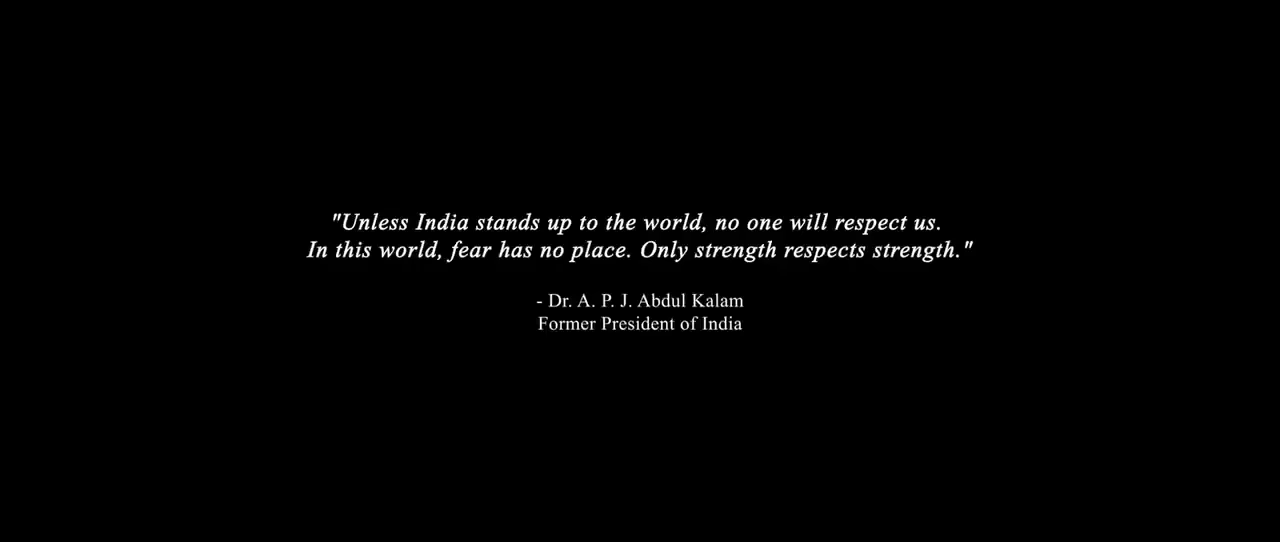 "Unless India stands up to the world, no one will respect us.
In this world, fear has no place. Only strength respects strength."
- Dr. A. P. J. Abdul Kalam
Former President of India